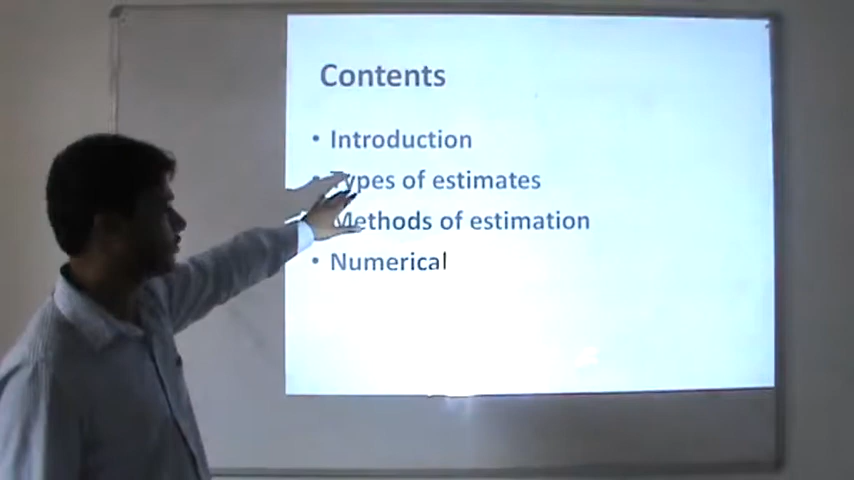 Contents
• Introduction
• Types of estimates
Methods of estimation
• Numerical